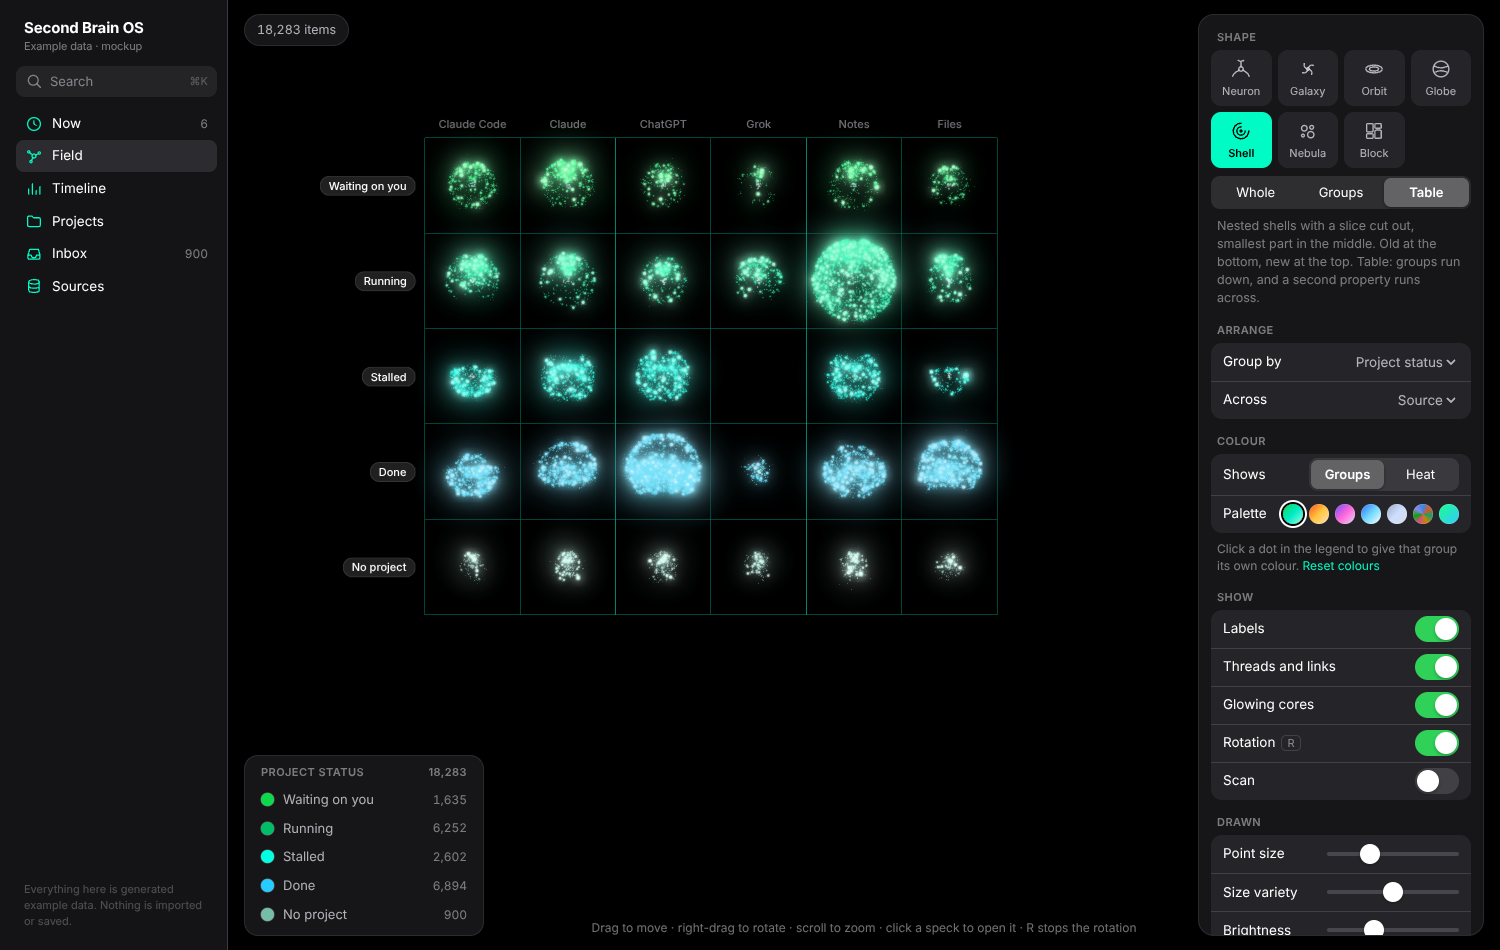 Second Brain OS
Example data · mockup
Search ⌘K
Now 6
Field
Timeline
Projects
Inbox 900
Sources
Everything here is generated
example data. Nothing is imported
or saved.
18,283 items
Claude Code Claude ChatGPT Grok Notes Files
Waiting on you
Running
Stalled
Done
No project
PROJECT STATUS 18,283
Waiting on you 1,635
Running 6,252
Stalled 2,602
Done 6,894
No project 900
Drag to move · right-drag to rotate · scroll to zoom · click a speck to open it · R stops the rotation
SHAPE
Neuron Galaxy Orbit Globe
Shell Nebula Block
Whole Groups Table
Nested shells with a slice cut out,
smallest part in the middle. Old at the
bottom, new at the top. Table: groups run
down, and a second property runs
across.
ARRANGE
Group by Project status
Across Source
COLOUR
Shows Groups Heat
Palette
Click a dot in the legend to give that group
its own colour. Reset colours
SHOW
Labels
Threads and links
Glowing cores
Rotation R
Scan
DRAWN
Point size
Size variety
Brightness